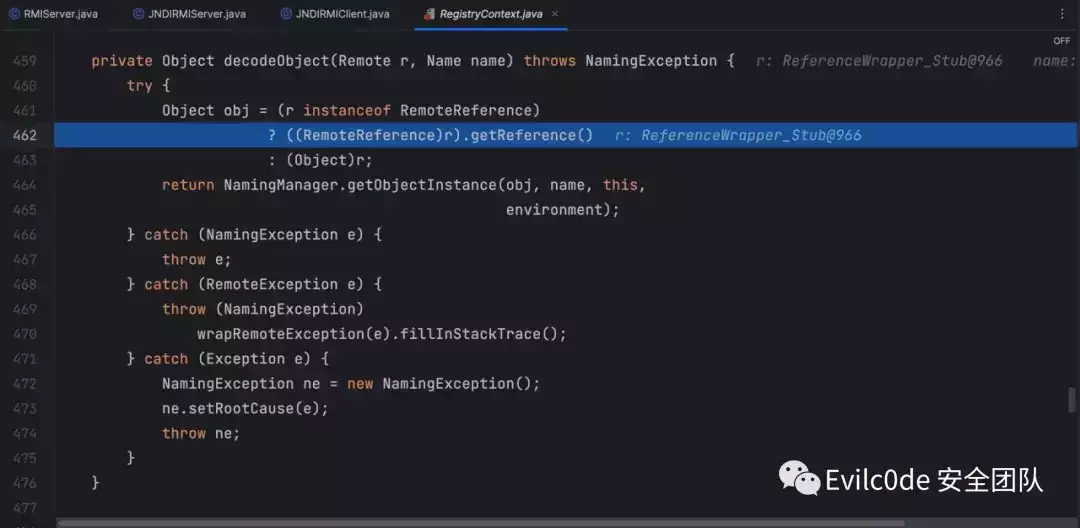 RMIServer.java JNDIRMIServer.java JNDIRMIClient.java RegistryContext.java ×
OFF
459 private Object decodeObject(Remote r, Name name) throws NamingException { r: ReferenceWrapper_Stub@966 name:
460 try {
461 Object obj = (r instanceof RemoteReference)
462 ? ((RemoteReference)r).getReference() r: ReferenceWrapper_Stub@966
463 : (Object)r;
464 return NamingManager.getObjectInstance(obj, name, this,
465 environment);
466 } catch (NamingException e) {
467 throw e;
468 } catch (RemoteException e) {
469 throw (NamingException)
470 wrapRemoteException(e).fillInStackTrace();
471 } catch (Exception e) {
472 NamingException ne = new NamingException();
473 ne.setRootCause(e);
434 throw ne;
475 }
476 }
477
Evilc0de 安全团队